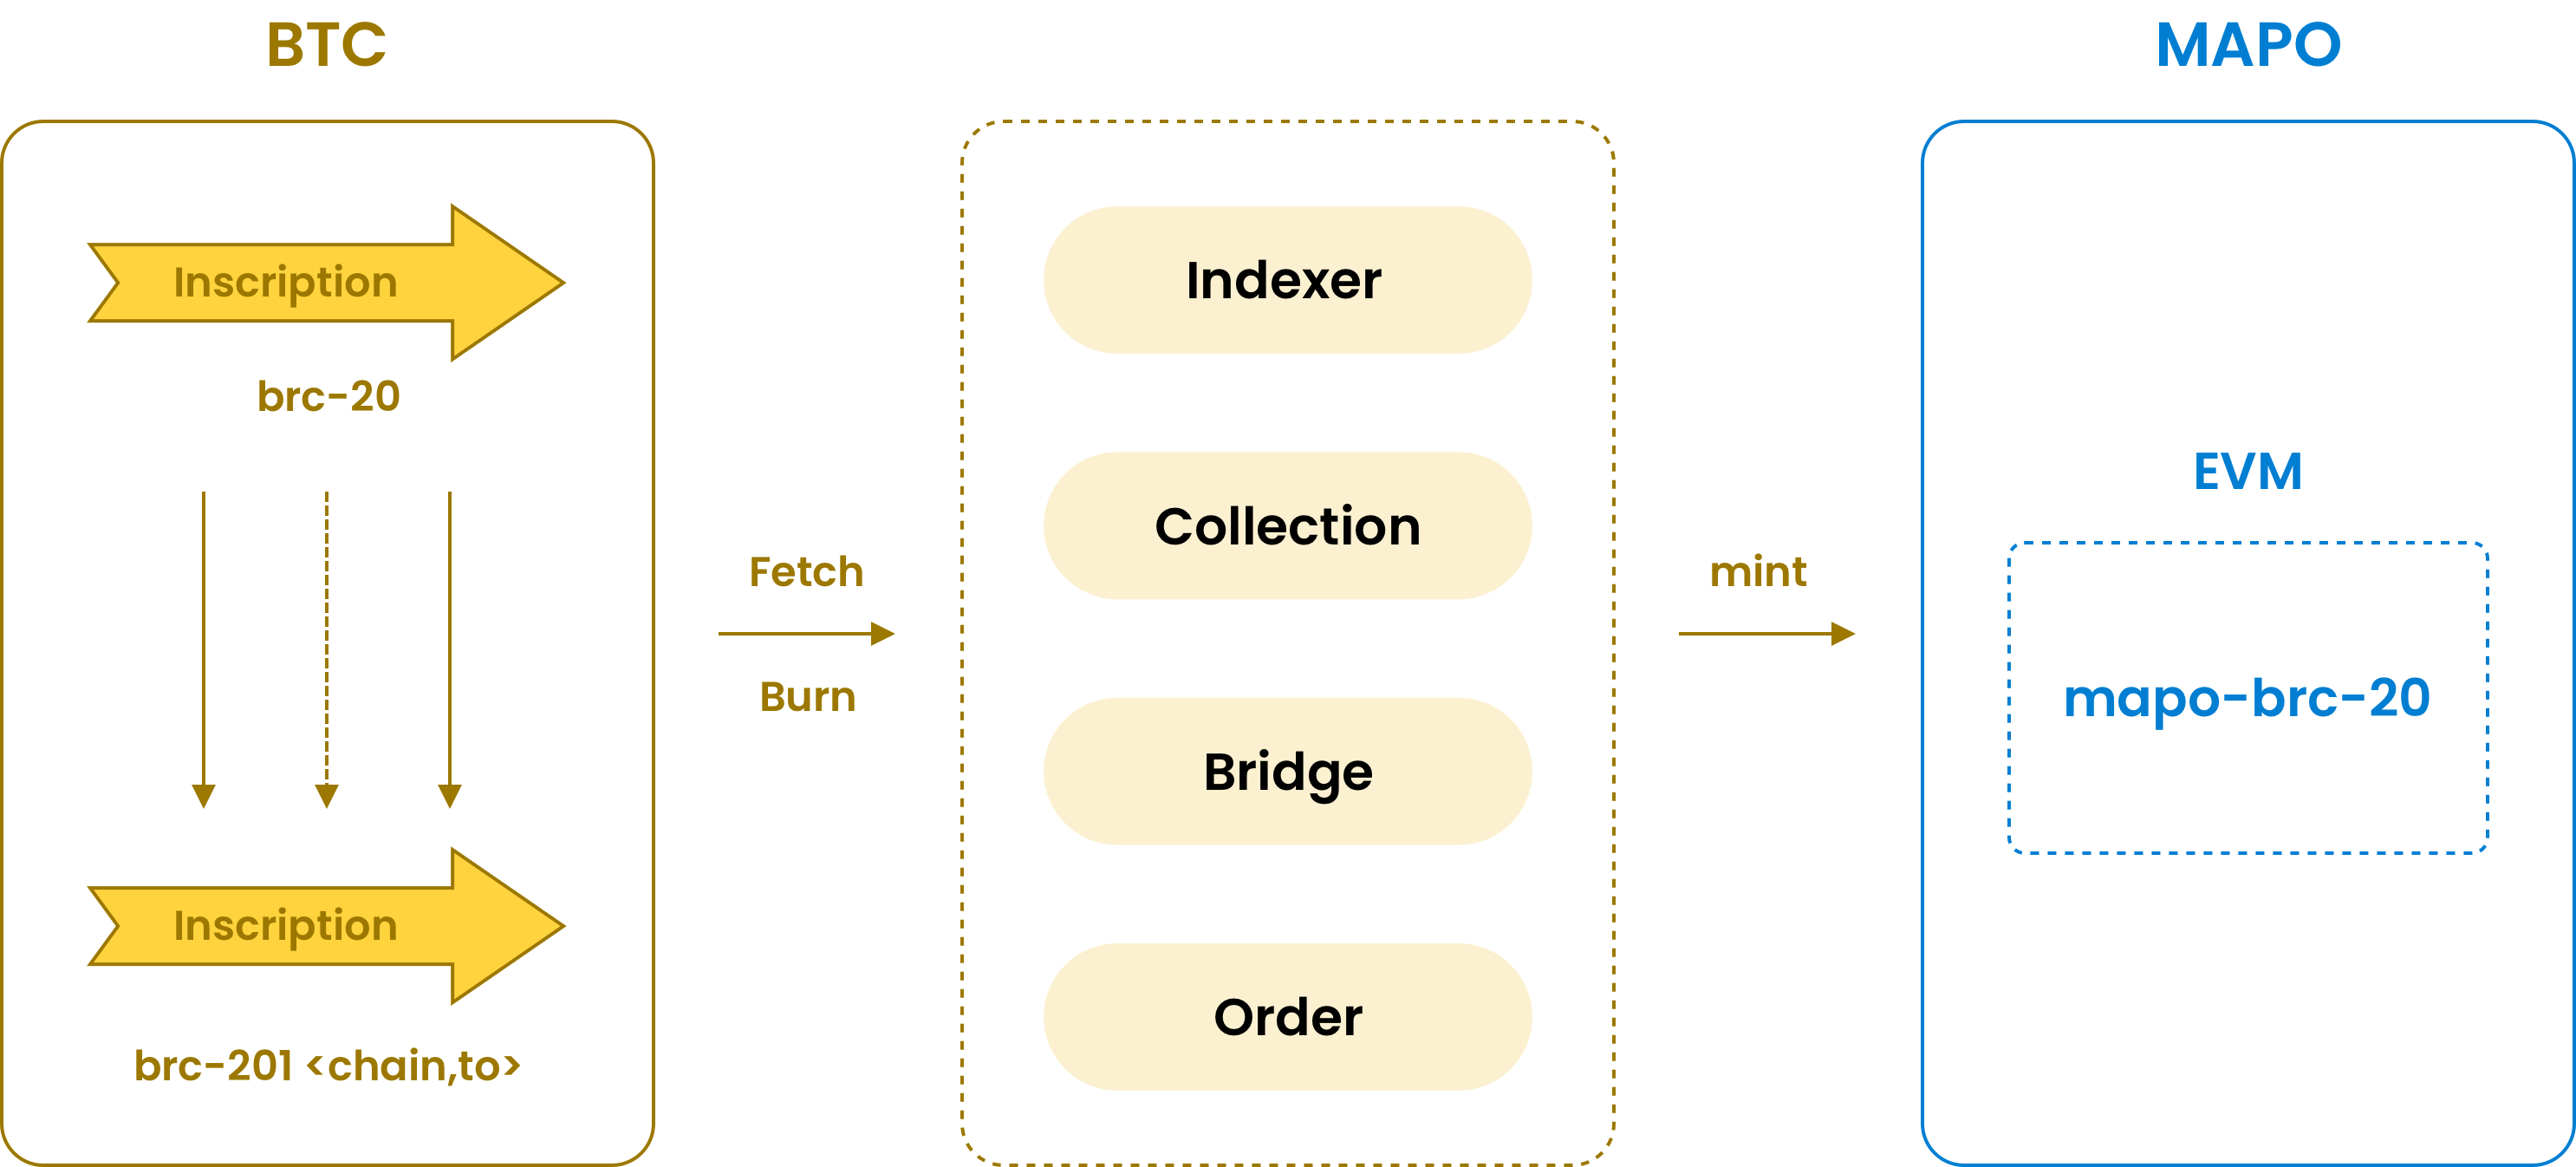 BTC
Inscription
brc-20
Inscription
brc-201 <chain,to>
Fetch
Burn
Indexer
Collection
Bridge
Order
mint
MAPO
EVM
mapo-brc-20